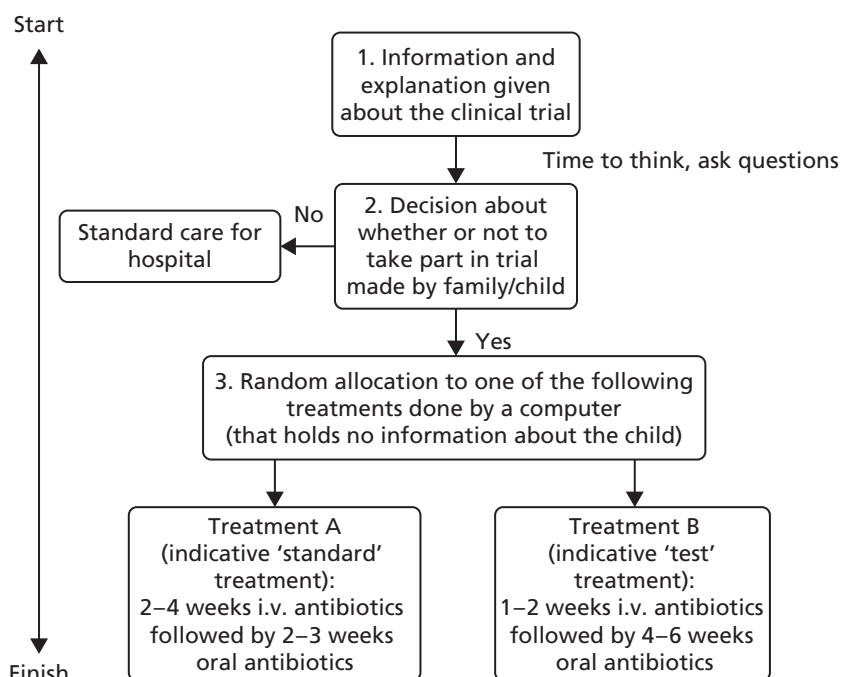 Start
1. Information and
explanation given
about the clinical trial
Time to think, ask questions
2. Decision about
whether or not to
take part in trial
made by family/child
No
Standard care for
hospital
Yes
3. Random allocation to one of the following
treatments done by a computer
(that holds no information about the child)
Treatment A
(indicative ‘standard’
treatment):
2–4 weeks i.v. antibiotics
followed by 2–3 weeks
oral antibiotics
Treatment B
(indicative ‘test’
treatment):
1–2 weeks i.v. antibiotics
followed by 4–6 weeks
oral antibiotics
Finish